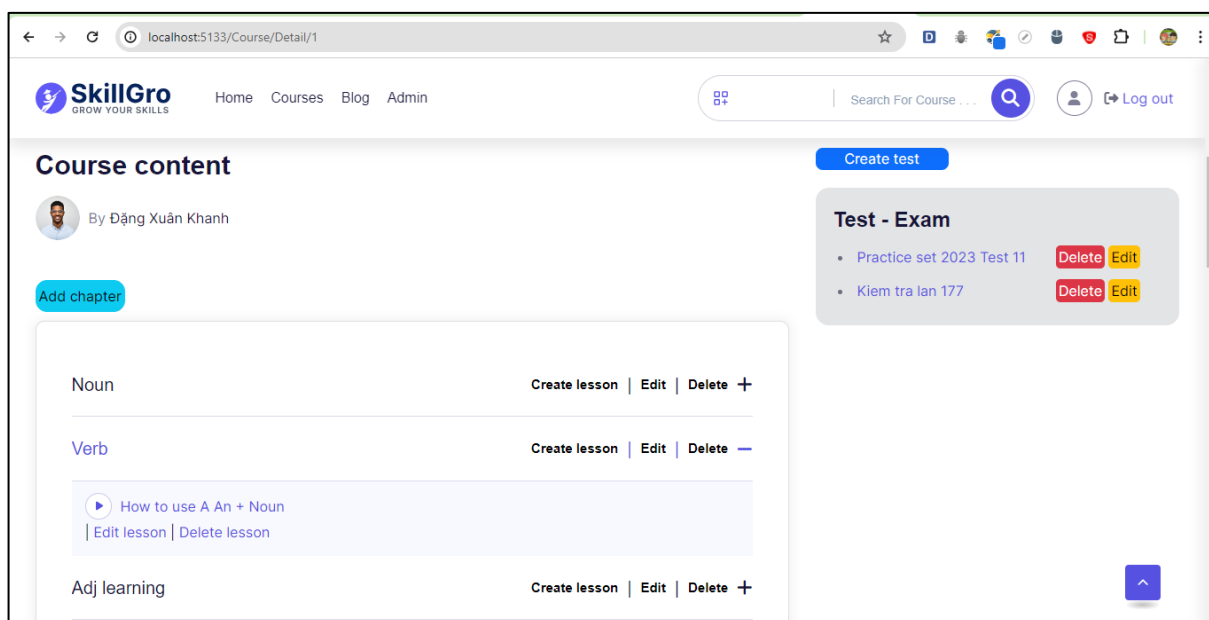 localhost:5133/Course/Detail/1
SkillGro
GROW YOUR SKILLS
Home Courses Blog Admin
Search For Course . . .
Log out
Course content
By Đặng Xuân Khanh
Add chapter
Noun Create lesson | Edit | Delete
Verb Create lesson | Edit | Delete
How to use A An + Noun
| Edit lesson | Delete lesson
Adj learning Create lesson | Edit | Delete
Create test
Test - Exam
Practice set 2023 Test 11 Delete Edit
Kiem tra lan 177 Delete Edit